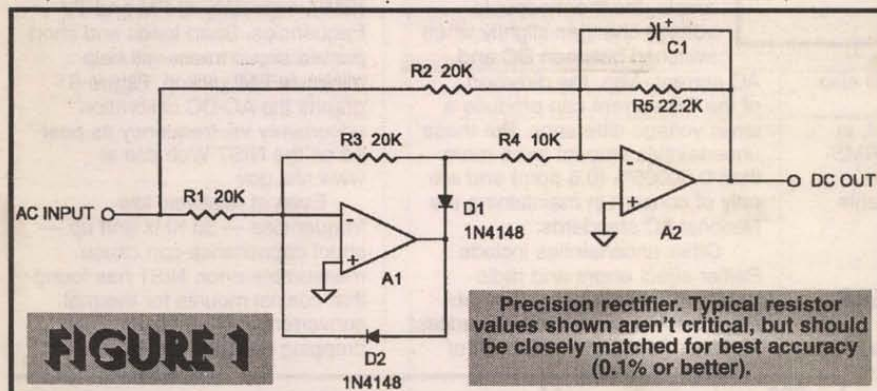 C1
+
R2 20K
R5 22.2K
R3 20K
R4 10K
AC INPUT
R1 20K
D1
1N4148
DC OUT
-
+
A1
-
+
A2
D2
1N4148
FIGURE 1
Precision rectifier. Typical resistor
values shown aren't critical, but should
be closely matched for best accuracy
(0.1% or better).